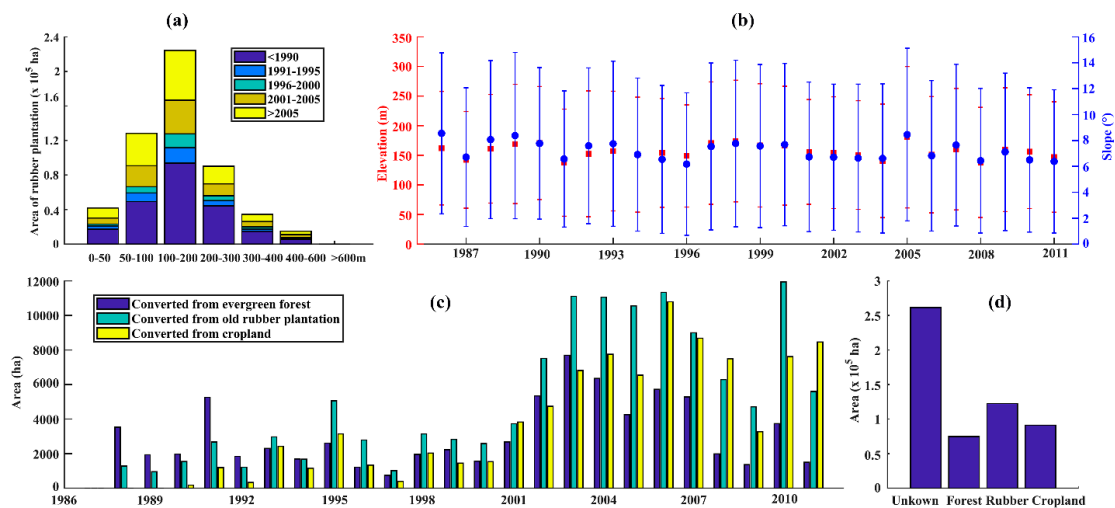 (a)
Area of rubber plantation (x 10^5 ha)
2.4
2
1.6
1.2
0.8
0.4
0
<1990
1991-1995
1996-2000
2001-2005
>2005
0-50 50-100 100-200 200-300 300-400 400-600 >600m
(b)
Elevation (m)
350
300
250
200
150
100
50
0
Slope (°)
16
14
12
10
8
6
4
2
0
1987 1990 1993 1996 1999 2002 2005 2008 2011
(c)
Area (ha)
12000
10000
8000
6000
4000
2000
0
Converted from evergreen forest
Converted from old rubber plantation
Converted from cropland
1986 1989 1992 1995 1998 2001 2004 2007 2010
(d)
Area (x 10^5 ha)
3
2.5
2
1.5
1
0.5
0
Unkown Forest Rubber Cropland